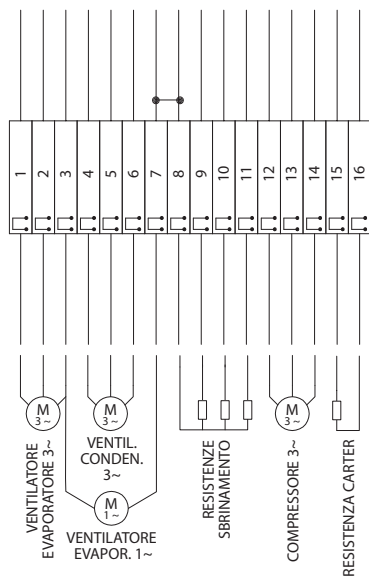 1 2 3 4 5 6 7 8 9 10 11 12 13 14 15 16
M
3~
M
3~
M
3~
VENTILATORE
EVAPORATORE 3~
VENTIL.
CONDEN.
3~
M
1~
VENTILATORE
EVAPOR. 1~
RESISTENZE
SBRINAMENTO
COMPRESSORE 3~
RESISTENZA CARTER